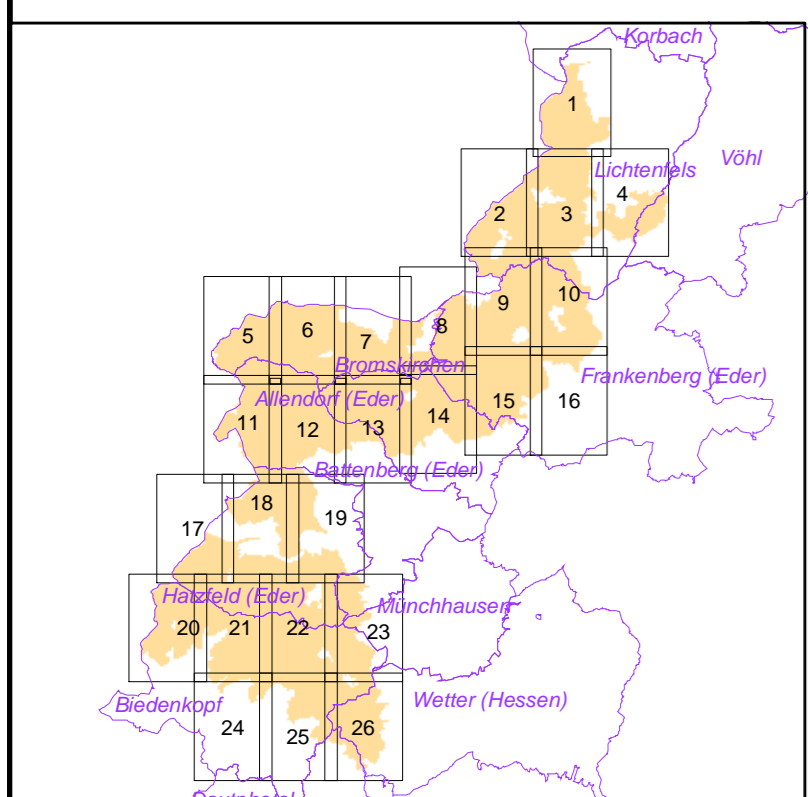 Korbach
1
Vöhl
Lichtenfels
4
2
3
10
9
5
6
7
8
Bromskirchen
Frankenberg (Eder)
Allendorf (Eder)
15
16
11
12
13
14
Battenberg (Eder)
18
19
17
Hatzfeld (Eder)
Münchhausen
20
21
22
23
Biedenkopf
Wetter (Hessen)
24
25
26